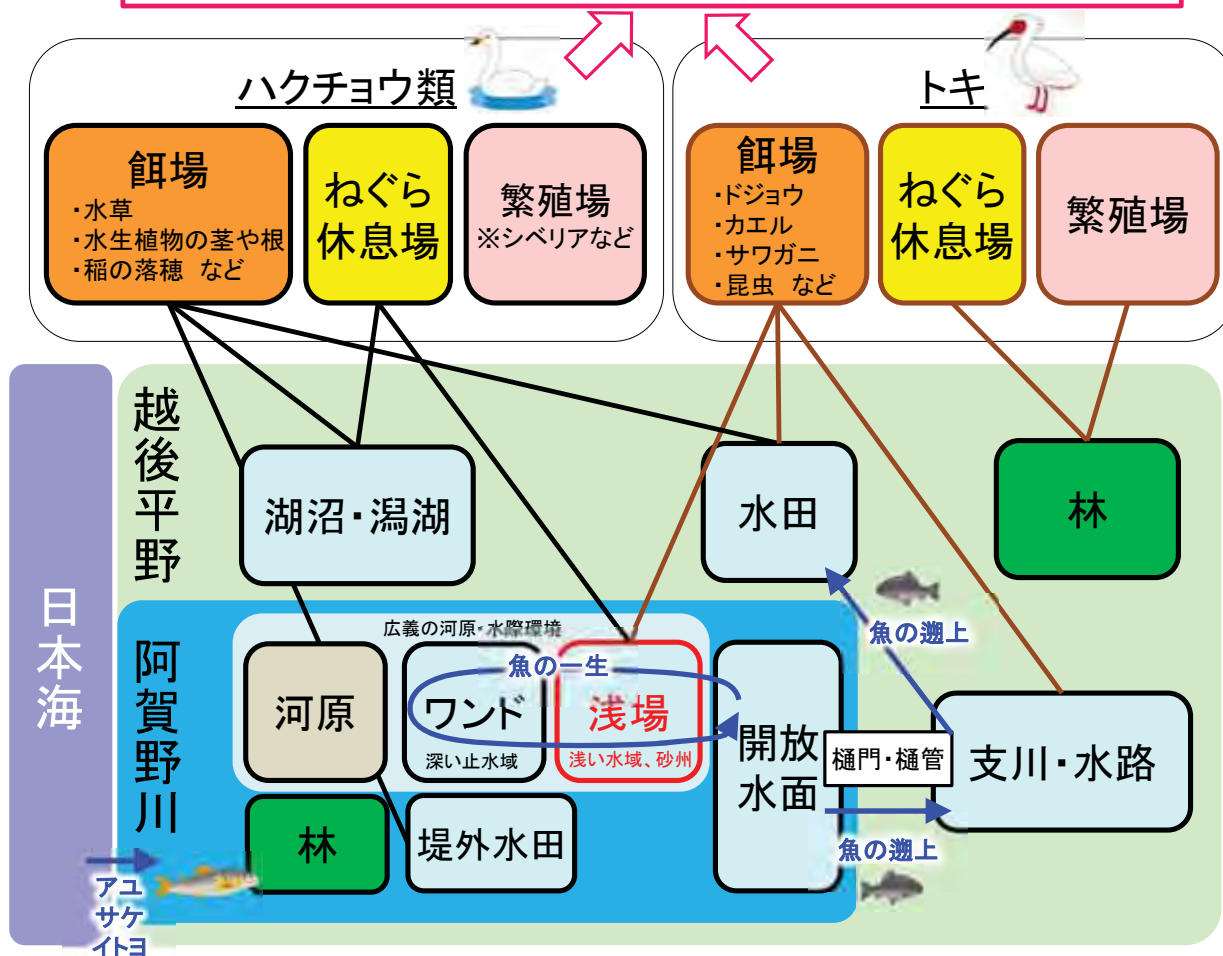 ハクチョウ類
餌場
・水草
・水生植物の茎や根
・稲の落穂 など
ねぐら
休息場
繁殖場
※シベリアなど
トキ
餌場
・ドジョウ
・カエル
・サワガニ
・昆虫 など
ねぐら
休息場
繁殖場
日本海
越後平野
湖沼・潟湖
水田
林
阿賀野川
広義の河原・水際環境
河原
魚の一生
ワンド
深い止水域
浅場
浅い水域、砂州
開放
水面
樋門・樋管
支川・水路
魚の遡上
魚の遡上
林
堤外水田
アユ
サケ
イトヨ